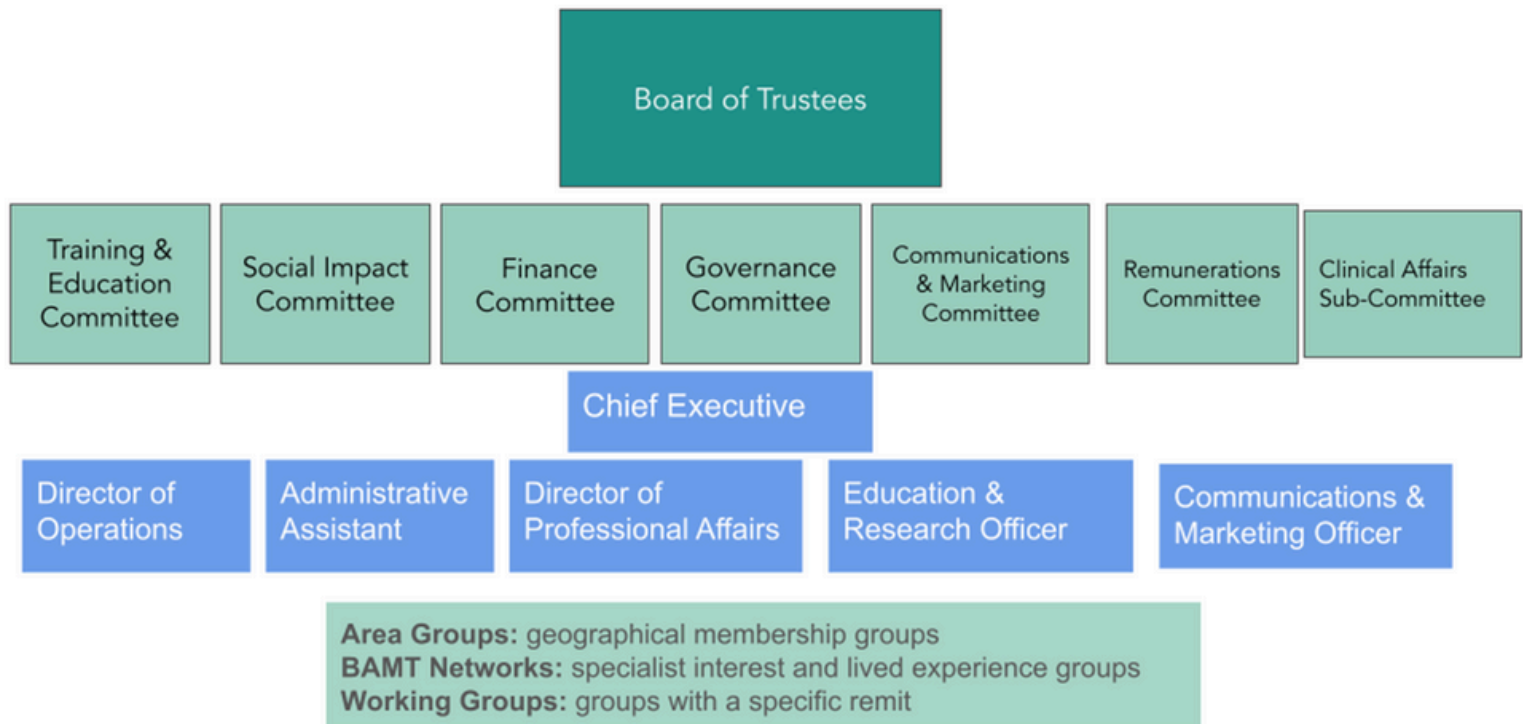 Board of Trustees
Training &
Education
Committee
Social Impact
Committee
Finance
Committee
Governance
Committee
Communications
& Marketing
Committee
Remunerations
Committee
Clinical Affairs
Sub-Committee
Chief Executive
Director of
Operations
Administrative
Assistant
Director of
Professional Affairs
Education &
Research Officer
Communications &
Marketing Officer
Area Groups: geographical membership groups
BAMT Networks: specialist interest and lived experience groups
Working Groups: groups with a specific remit